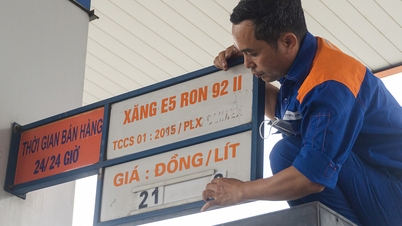 THỜI GIAN BÁN HÀNG
24/24 GIỜ
XĂNG E5 RON 92 II
TCCS 01 : 2015 / PLX
GIÁ : ĐỒNG / LÍT
21